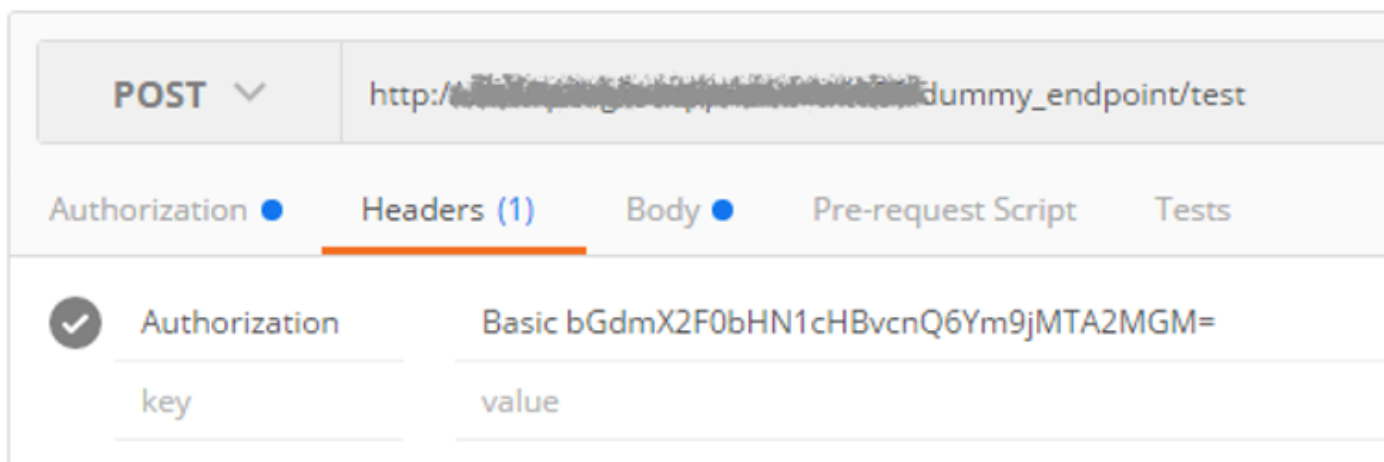 POST http:/ dummy_endpoint/test
Authorization Headers (1) Body Pre-request Script Tests
Authorization Basic bGdmX2F0bHN1cHBvcnQ6Ym9jMTA2MGM=
key value